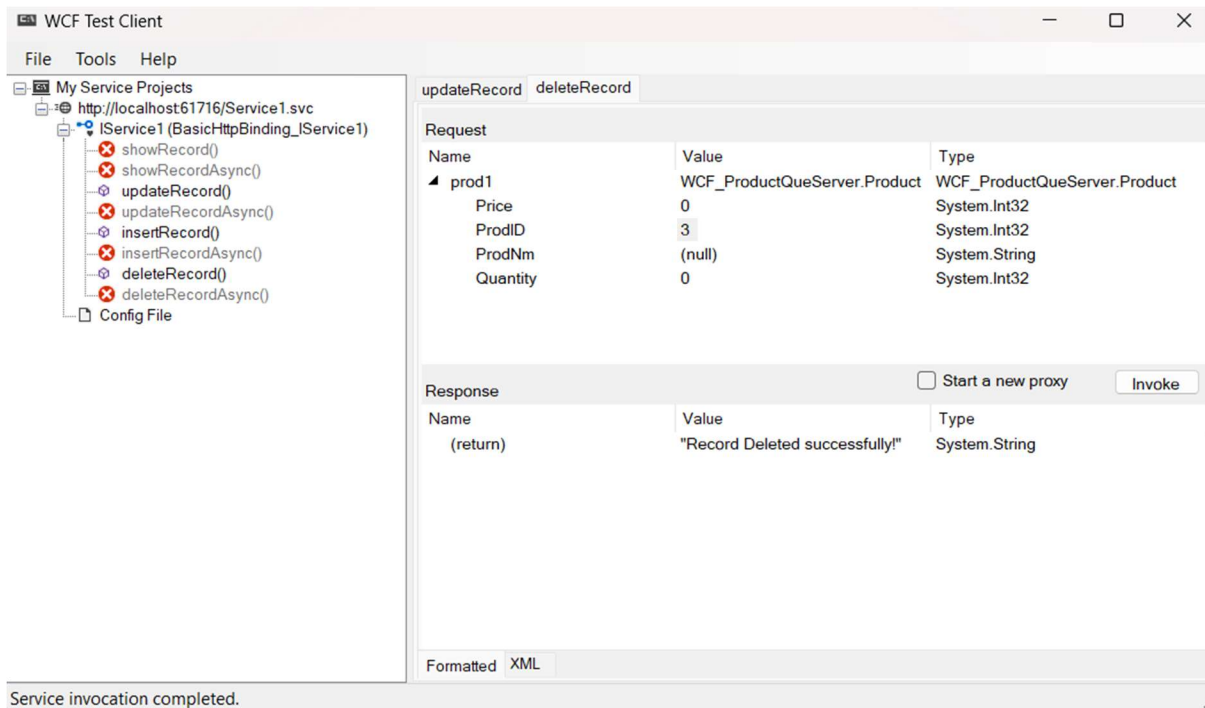 WCF Test Client
File Tools Help
My Service Projects
http://localhost:61716/Service1.svc
IService1 (BasicHttpBinding_IService1)
showRecord()
showRecordAsync()
updateRecord()
updateRecordAsync()
insertRecord()
insertRecordAsync()
deleteRecord()
deleteRecordAsync()
Config File
updateRecord deleteRecord
Request
Name Value Type
prod1 WCF_ProductQueServer.Product WCF_ProductQueServer.Product
Price 0 System.Int32
ProdID 3 System.Int32
ProdNm (null) System.String
Quantity 0 System.Int32
Response Start a new proxy Invoke
Name Value Type
(return) "Record Deleted successfully!" System.String
Formatted XML
Service invocation completed.